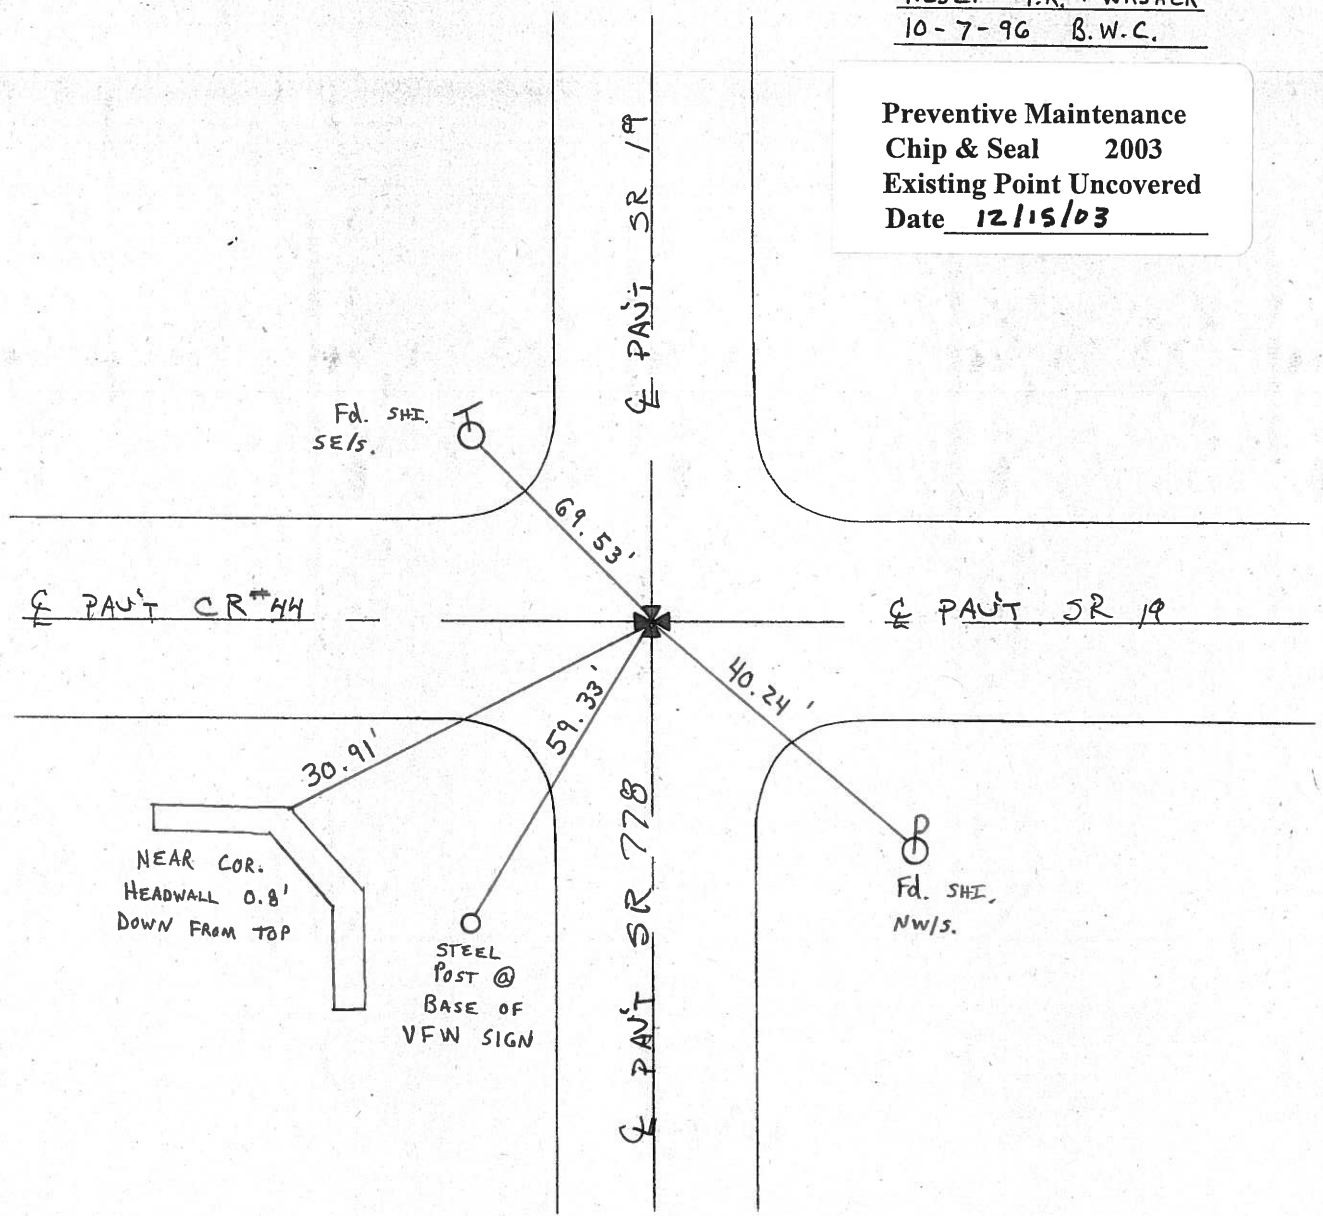 WASHER
10-7-96 B.W.C.
Preventive Maintenance
Chip & Seal 2003
Existing Point Uncovered
Date 12/15/03
℄ PAV'T SR 19
Fd. SHI.
SE/S.
69.53'
℄ PAV'T CR #44
℄ PAV'T SR 19
40.24'
59.33'
30.91'
NEAR COR.
HEADWALL 0.8'
DOWN FROM TOP
STEEL
POST @
BASE OF
VFW SIGN
℄ PAV'T SR 778
Fd. SHI.
NW/S.